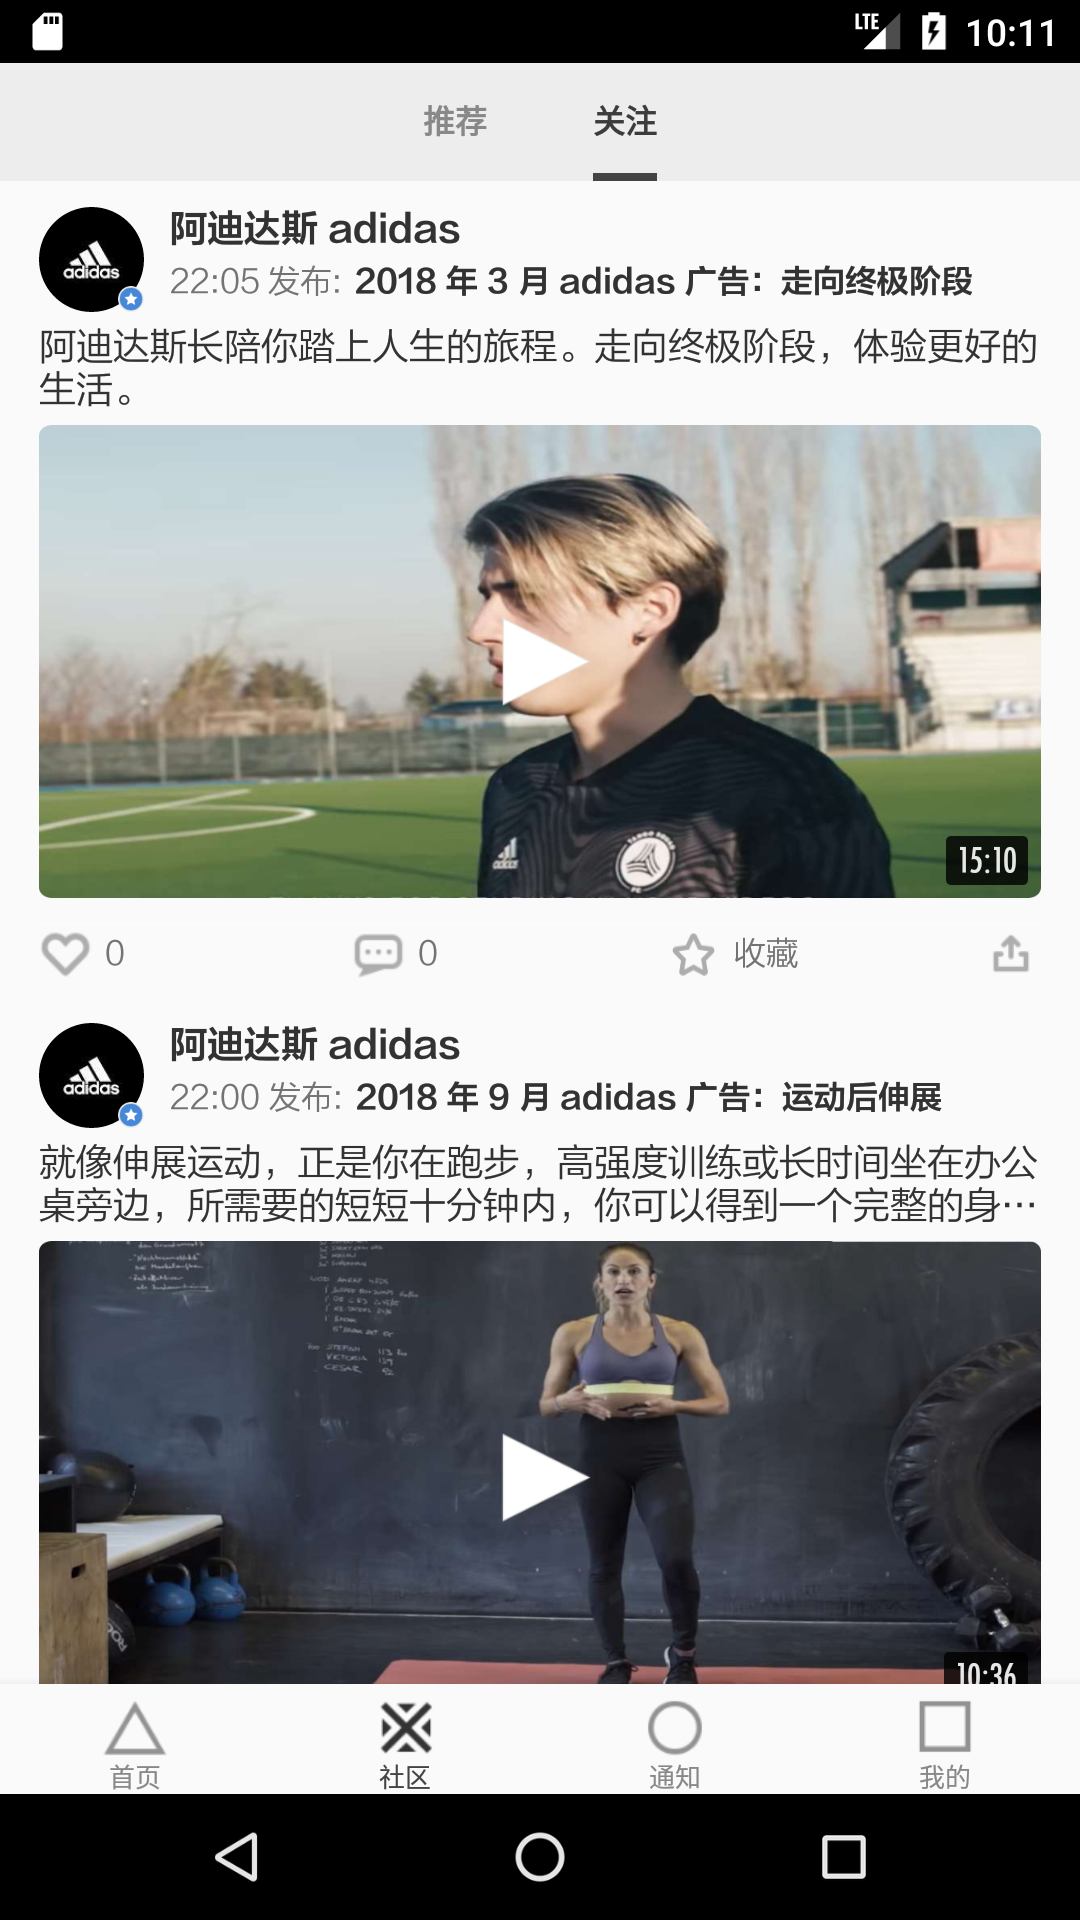 LTE 10:11
推荐 关注
阿迪达斯 adidas
22:05 发布: 2018 年 3 月 adidas 广告：走向终极阶段
阿迪达斯长陪你踏上人生的旅程。走向终极阶段，体验更好的
生活。
adidas
15:10
0 0 收藏
阿迪达斯 adidas
22:00 发布: 2018 年 9 月 adidas 广告：运动后伸展
就像伸展运动，正是你在跑步，高强度训练或长时间坐在办公
桌旁边，所需要的短短十分钟内，你可以得到一个完整的身…
adidas
10:36
首页 社区 通知 我的